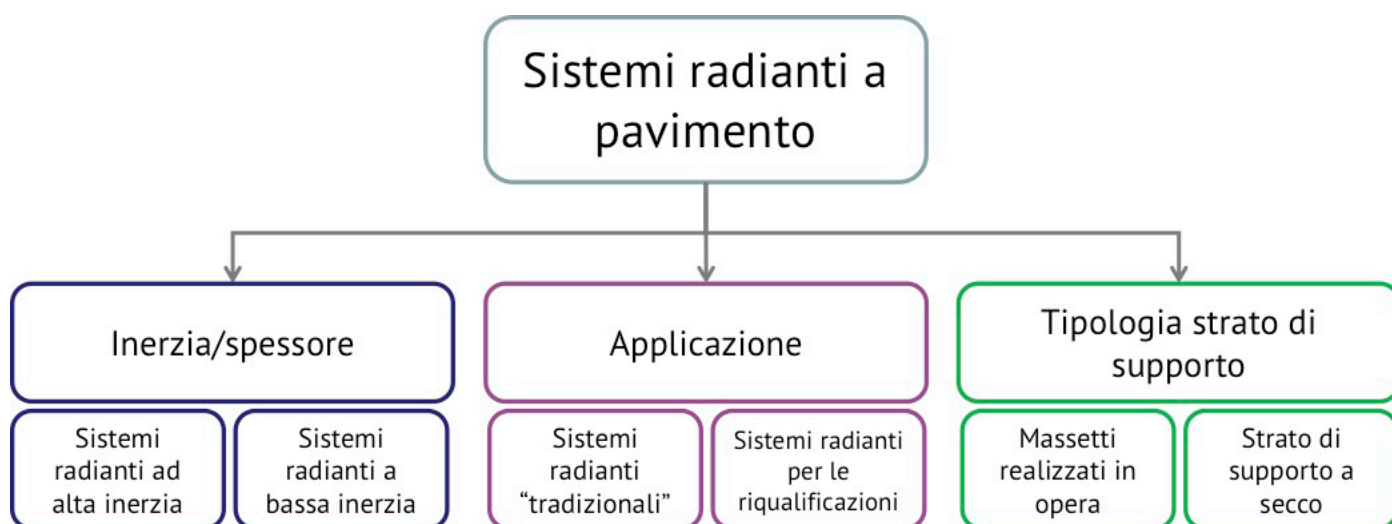 Sistemi radianti a
pavimento
Inerzia/spessore
Applicazione
Tipologia strato di
supporto
Sistemi
radianti ad
alta inerzia
Sistemi
radianti a
bassa inerzia
Sistemi
radianti
“tradizionali”
Sistemi radianti
per le
riqualificazioni
Massetti
realizzati in
opera
Strato di
supporto a
secco